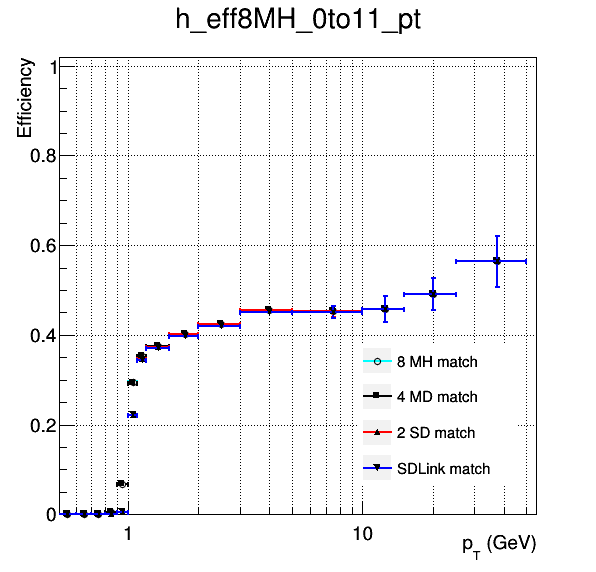 h_eff8MH_0to11_pt
Efficiency
1
0.8
0.6
0.4
0.2
0
8 MH match
4 MD match
2 SD match
SDLink match
1
10
p_T (GeV)